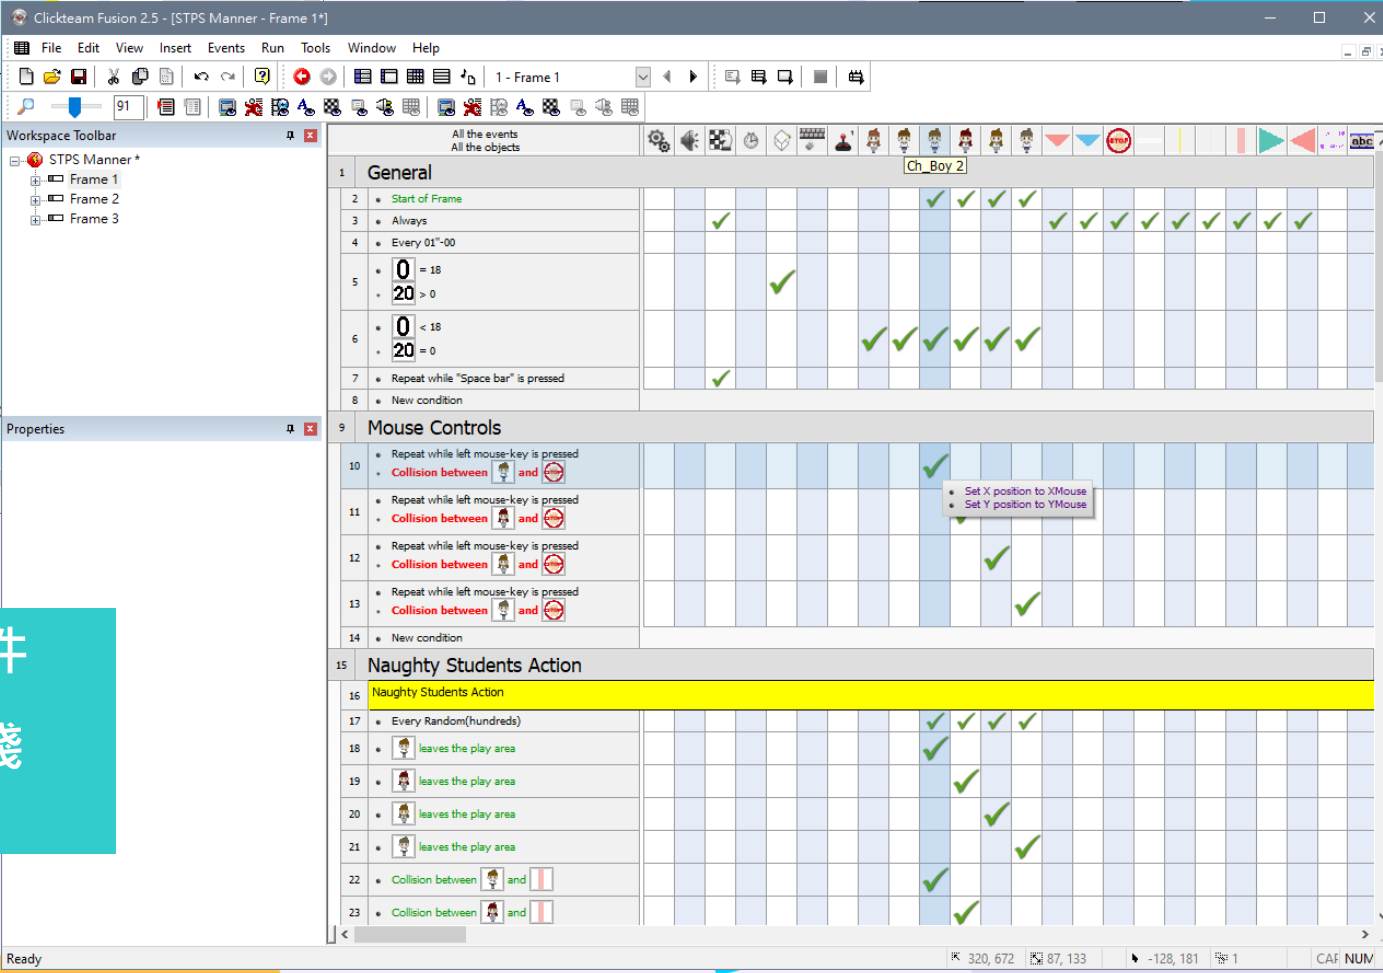 Clickteam Fusion 2.5 - [STPS Manner - Frame 1*]
File Edit View Insert Events Run Tools Window Help
1 - Frame 1
91
Workspace Toolbar
STPS Manner *
Frame 1
Frame 2
Frame 3
Properties
件
All the events
All the objects
STOP
abc
Ch_Boy 2
1 General
2 Start of Frame
3 Always
4 Every 01"-00
5 0 = 18
20 > 0
6 0 < 18
20 = 0
7 Repeat while "Space bar" is pressed
8 New condition
9 Mouse Controls
10 Repeat while left mouse-key is pressed
Collision between and STOP
Set X position to XMouse
Set Y position to YMouse
11 Repeat while left mouse-key is pressed
Collision between and STOP
12 Repeat while left mouse-key is pressed
Collision between and STOP
13 Repeat while left mouse-key is pressed
Collision between and STOP
14 New condition
15 Naughty Students Action
16 Naughty Students Action
17 Every Random(hundreds)
18 leaves the play area
19 leaves the play area
20 leaves the play area
21 leaves the play area
22 Collision between and
23 Collision between and
Ready
320, 672 87, 133 -128, 181 1 CAP NUM